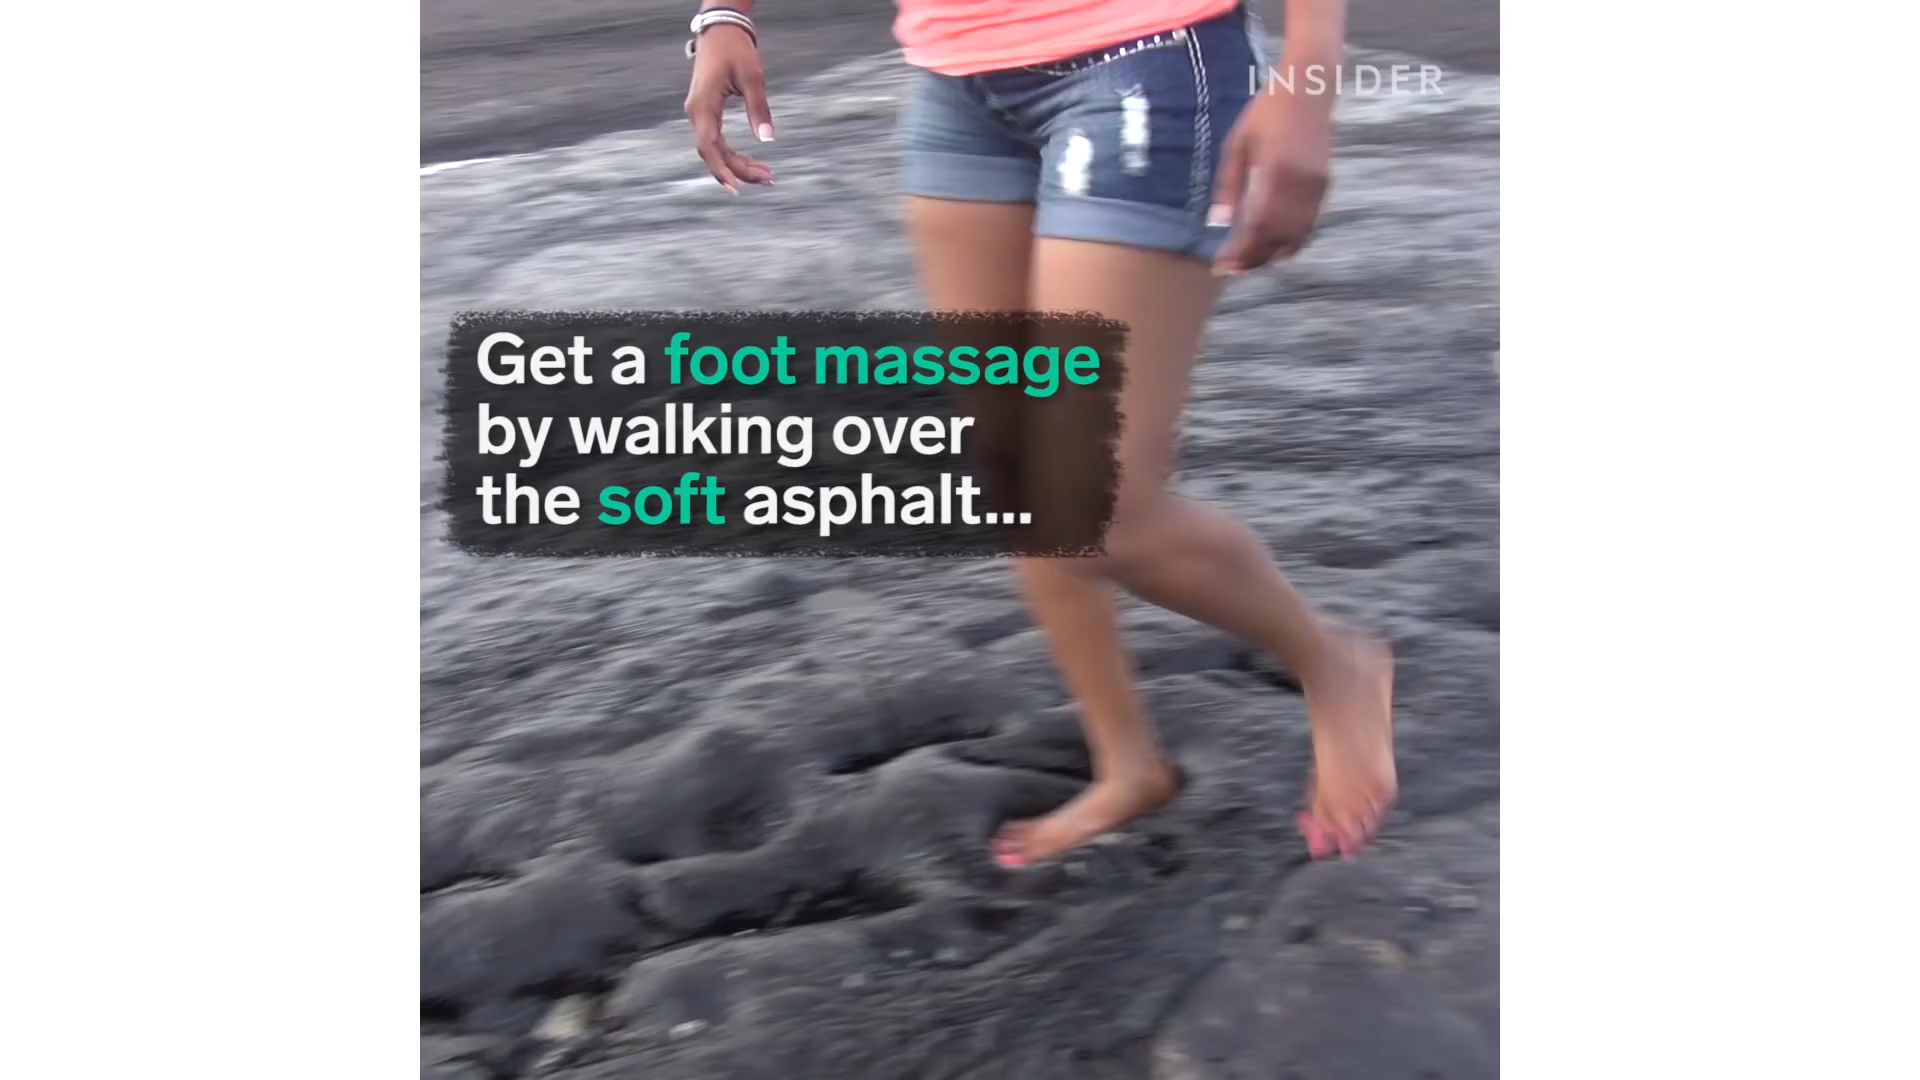 INSIDER
Get a foot massage
by walking over
the soft asphalt...